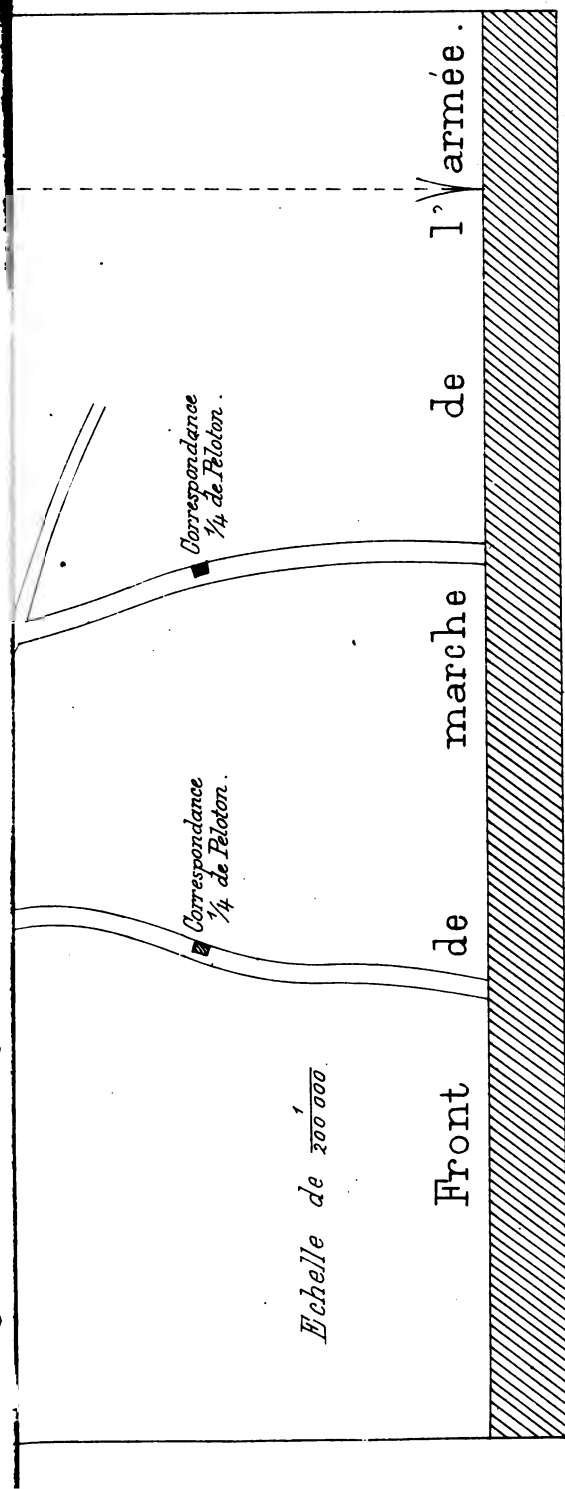 Correspondance
1/4 de Peloton.
Correspondance
1/4 de Peloton.
Echelle de 1/200 000
Front de marche de l'armée.